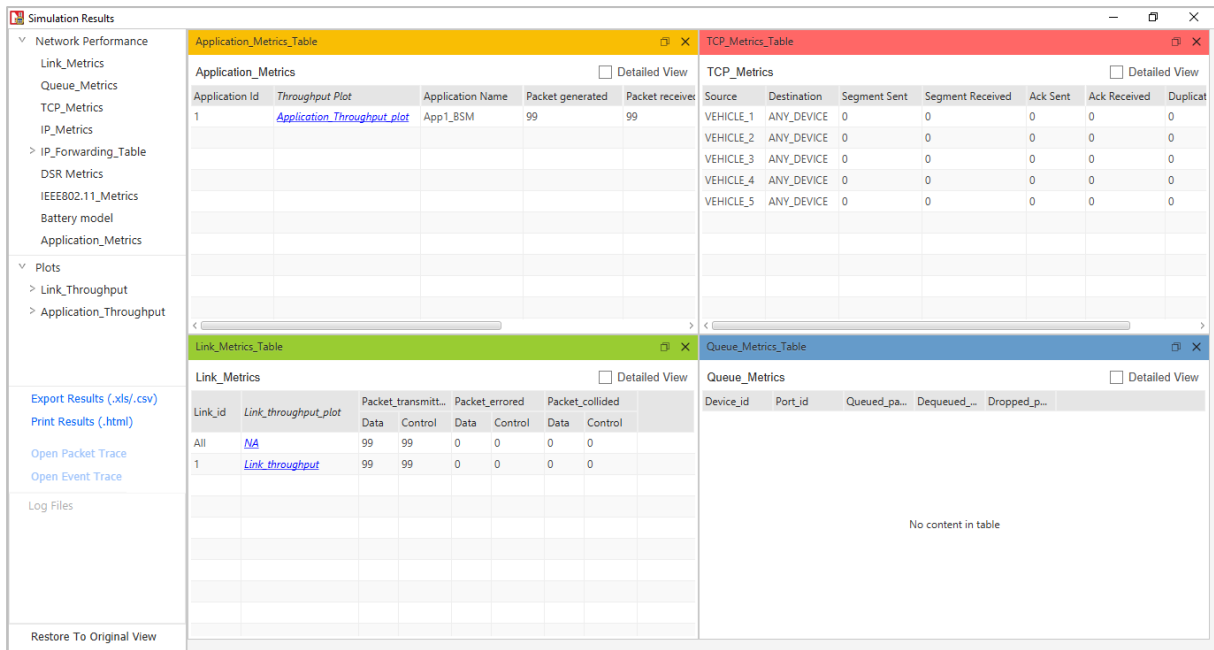 Simulation Results
Network Performance
Link_Metrics
Queue_Metrics
TCP_Metrics
IP_Metrics
IP_Forwarding_Table
DSR Metrics
IEEE802.11_Metrics
Battery model
Application_Metrics
Plots
Link_Throughput
Application_Throughput
Export Results (.xls/.csv)
Print Results (.html)
Open Packet Trace
Open Event Trace
Log Files
Restore To Original View
Application_Metrics_Table
Application_Metrics Detailed View
Application Id Throughput Plot Application Name Packet generated Packet received
1 Application_Throughput_plot App1_BSM 99 99
TCP_Metrics_Table
TCP_Metrics Detailed View
Source Destination Segment Sent Segment Received Ack Sent Ack Received Duplicat
VEHICLE_1 ANY_DEVICE 0 0 0 0 0
VEHICLE_2 ANY_DEVICE 0 0 0 0 0
VEHICLE_3 ANY_DEVICE 0 0 0 0 0
VEHICLE_4 ANY_DEVICE 0 0 0 0 0
VEHICLE_5 ANY_DEVICE 0 0 0 0 0
Link_Metrics_Table
Link_Metrics Detailed View
Link_id Link_throughput_plot Packet_transmitt... Packet_errored Packet_collided
Data Control Data Control Data Control
All NA 99 99 0 0 0 0
1 Link_throughput 99 99 0 0 0 0
Queue_Metrics_Table
Queue_Metrics Detailed View
Device_id Port_id Queued_pa... Dequeued_... Dropped_p...
No content in table